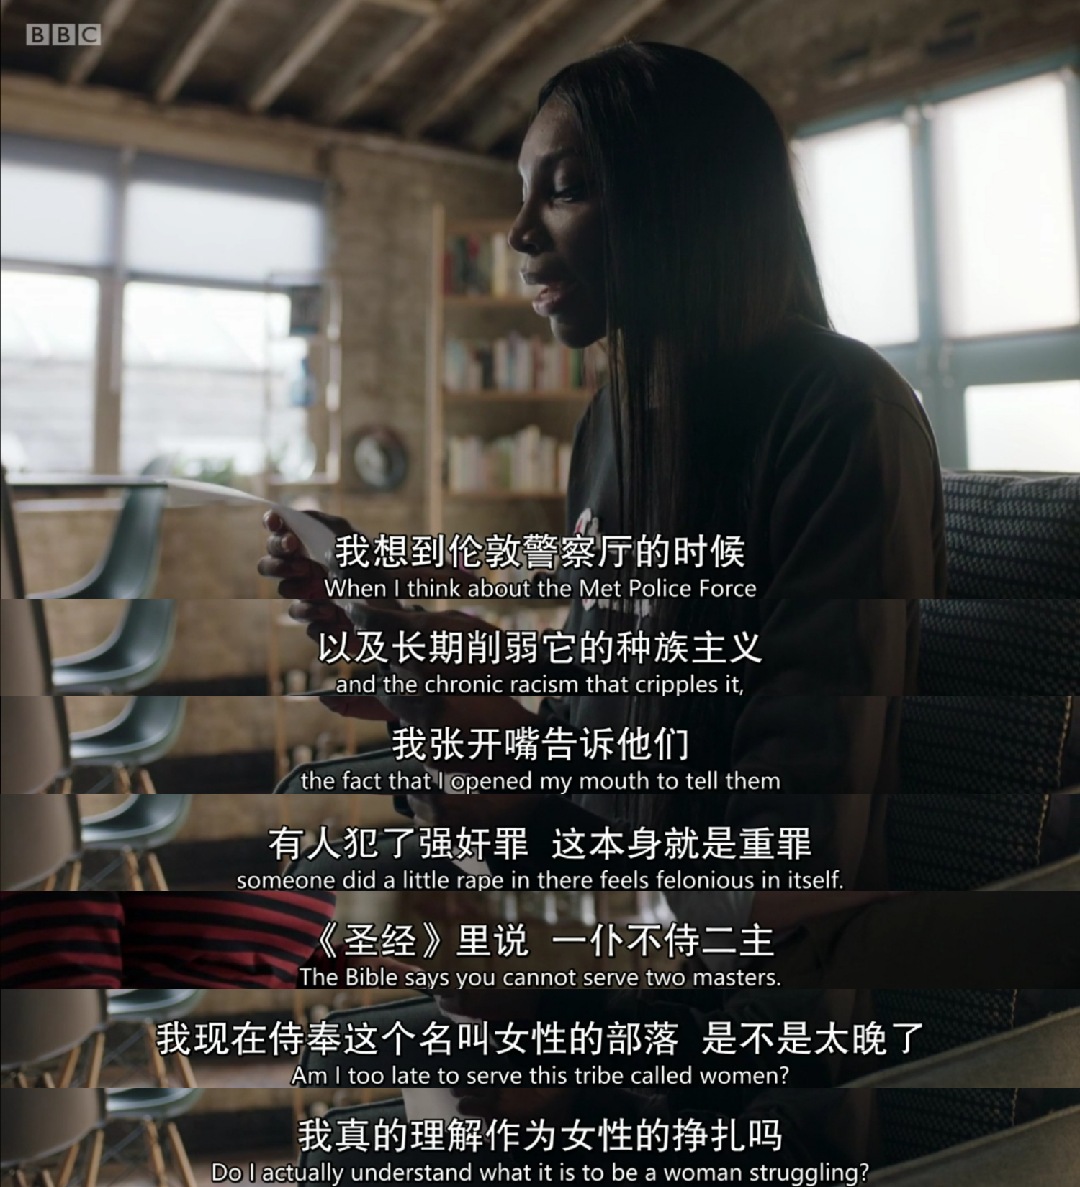 BBC
我想到伦敦警察厅的时候
When I think about the Met Police Force
以及长期削弱它的种族主义
and the chronic racism that cripples it,
我张开嘴告诉他们
the fact that I opened my mouth to tell them
有人犯了强奸罪 这本身就是重罪
someone did a little rape in there feels felonious in itself.
《圣经》里说 一仆不侍二主
The Bible says you cannot serve two masters.
我现在侍奉这个名叫女性的部落 是不是太晚了
Am I too late to serve this tribe called women?
我真的理解作为女性的挣扎吗
Do I actually understand what it is to be a woman struggling?